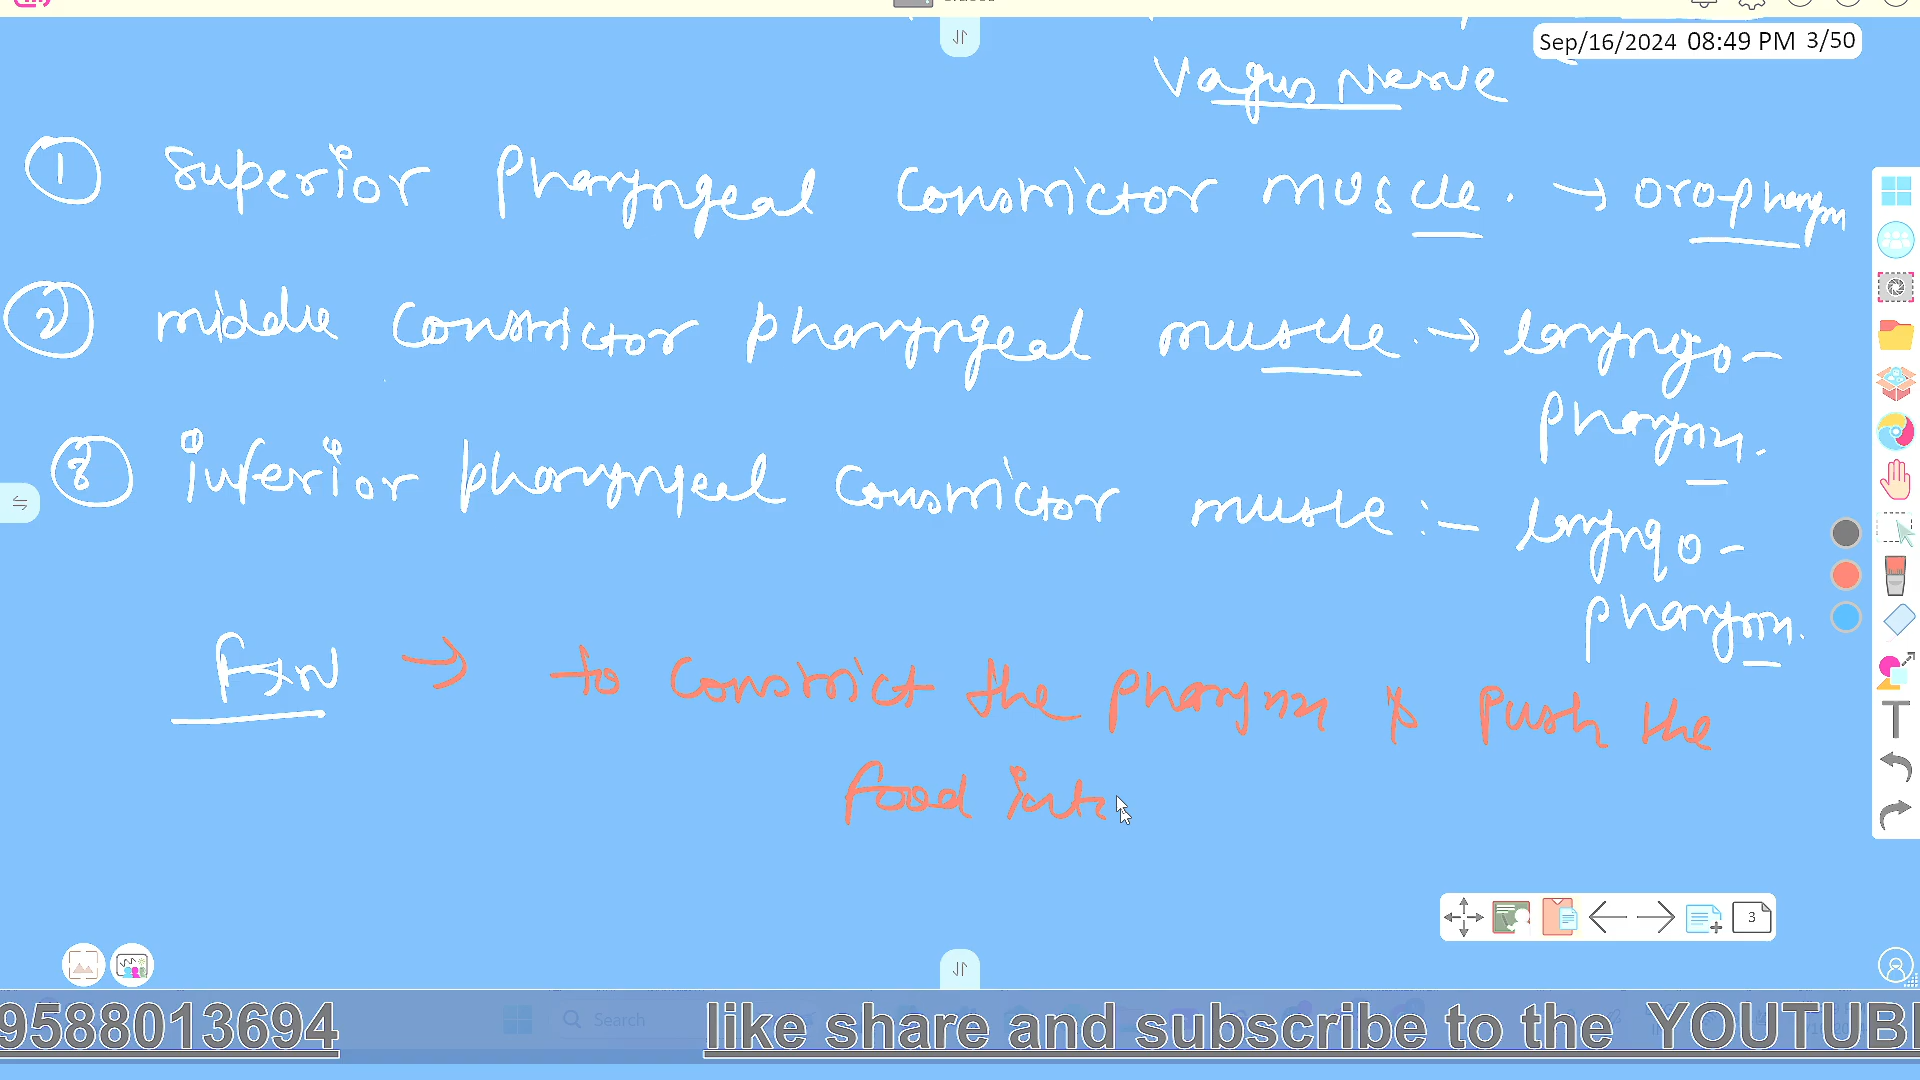 Sep/16/2024 08:49 PM 3/50
Vagus Nerve
① Superior Pharyngeal Constrictor muscle. → oropharynx
② middle Constrictor pharyngeal muscle. → laryngo-
pharynx.
③ inferior pharyngeal Constrictor muscle :- laryngo-
pharynx.
Fxn → to Constrict the pharynx & push the
food into
3
Search
9588013694 like share and subscribe to the YOUTUB